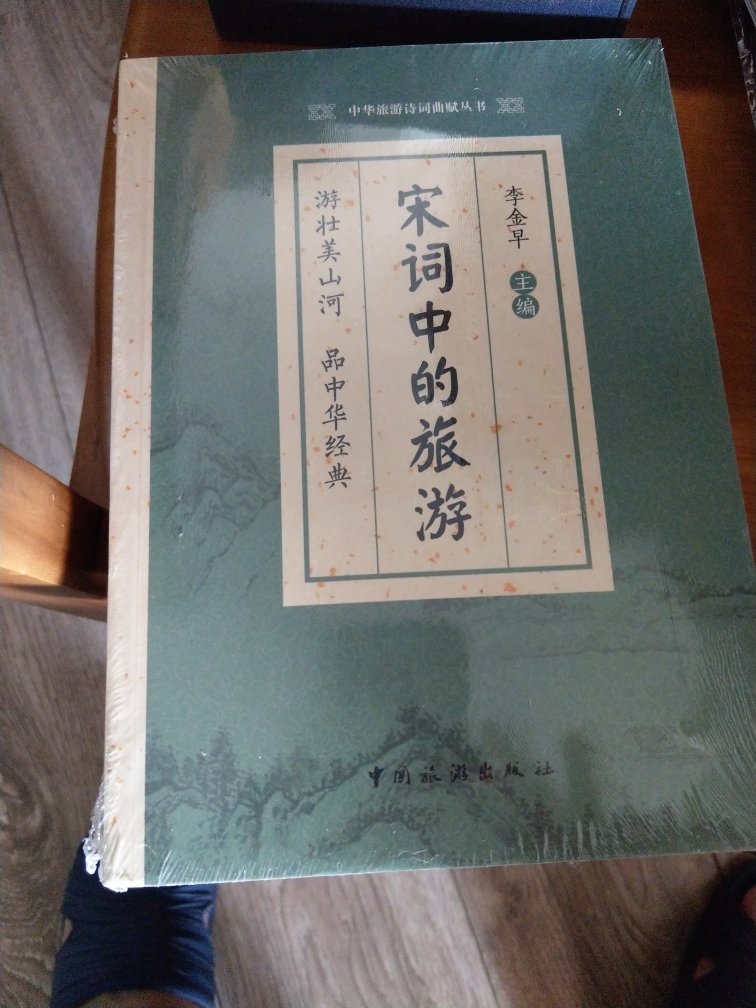 中华旅游诗词曲赋丛书
李金早 主编
宋词中的旅游
游壮美山河 品中华经典
中国旅游出版社